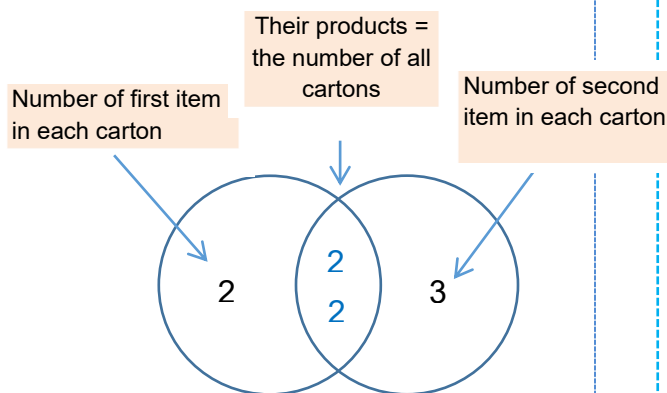 Their products =
the number of all
cartons
Number of first item
in each carton
Number of second
item in each carton
2
2
2
3